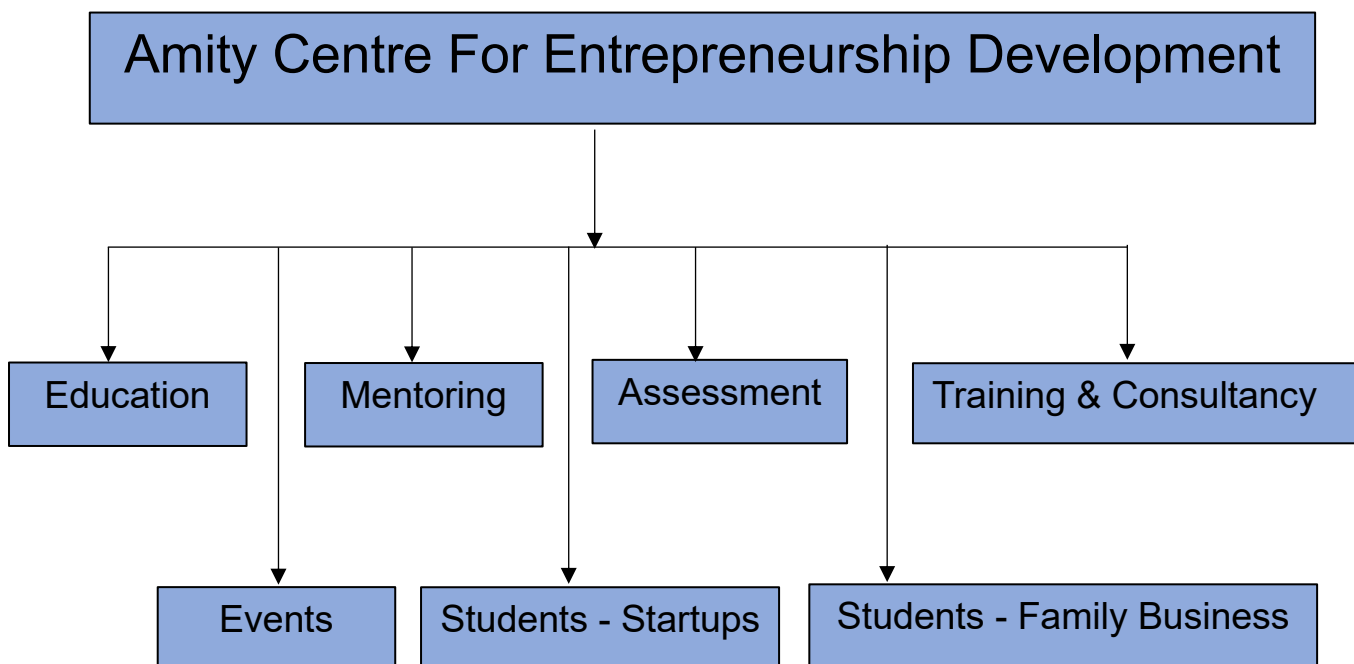 Amity Centre For Entrepreneurship Development
Education
Mentoring
Assessment
Training & Consultancy
Events
Students - Startups
Students - Family Business